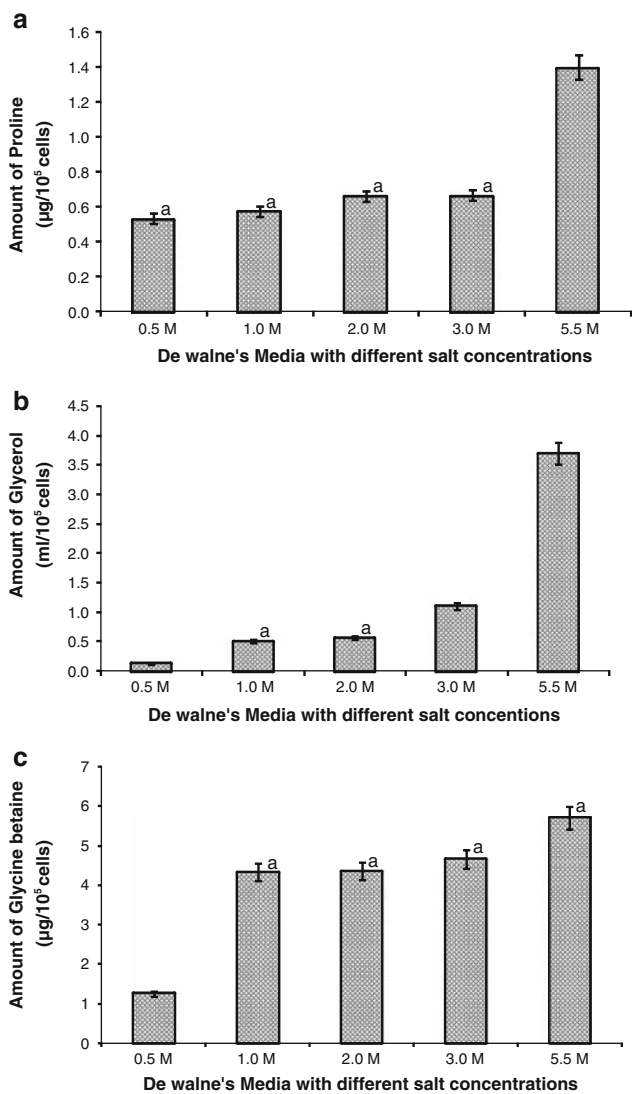 a
Amount of Proline
(µg/10⁵ cells)
1.6
1.4
1.2
1.0
0.8
0.6
0.4
0.2
0.0
a
a
a
a
0.5 M 1.0 M 2.0 M 3.0 M 5.5 M
De walne's Media with different salt concentrations
b
Amount of Glycerol
(ml/10⁵ cells)
4.5
4.0
3.5
3.0
2.5
2.0
1.5
1.0
0.5
0.0
a
a
0.5 M 1.0 M 2.0 M 3.0 M 5.5 M
De walne's Media with different salt concentions
c
Amount of Glycine betaine
(µg/10⁵ cells)
7
6
5
4
3
2
1
0
a
a
a
a
0.5 M 1.0 M 2.0 M 3.0 M 5.5 M
De walne's Media with different salt concentrations